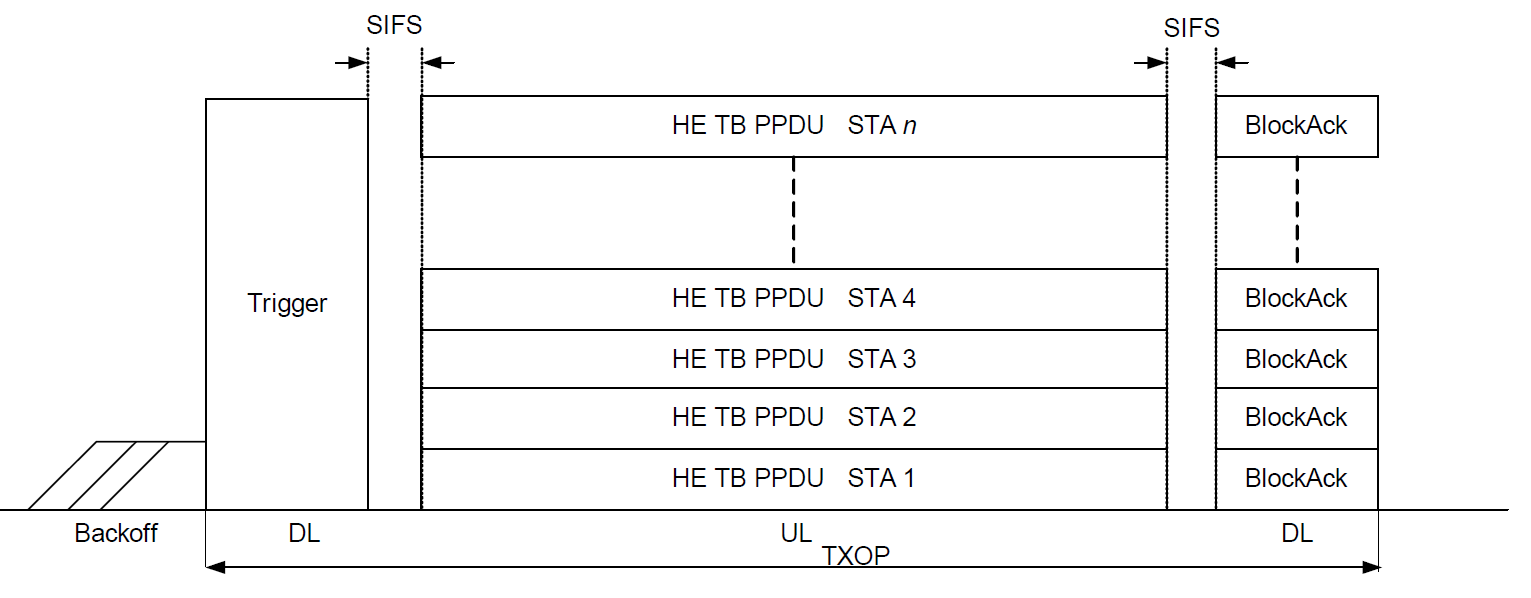 SIFS
SIFS
HE TB PPDU STA n
BlockAck
Trigger
HE TB PPDU STA 4
BlockAck
HE TB PPDU STA 3
BlockAck
HE TB PPDU STA 2
BlockAck
HE TB PPDU STA 1
BlockAck
Backoff
DL
UL
DL
TXOP